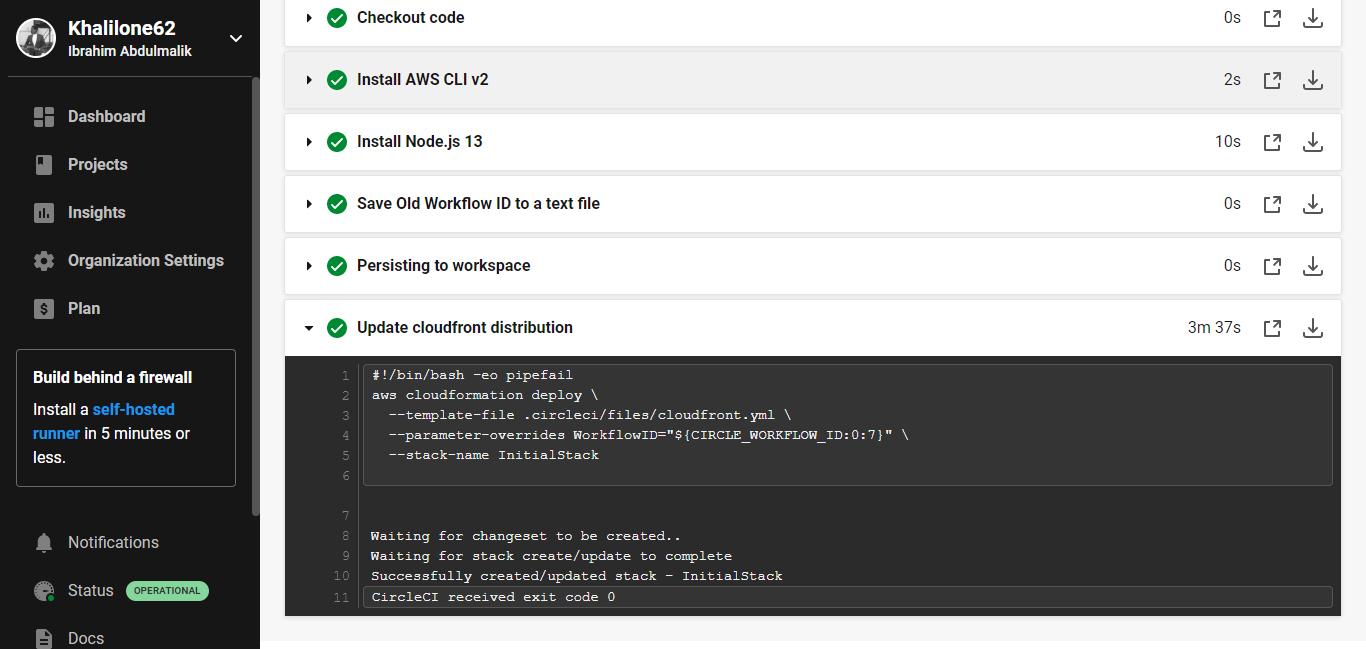 Khalilone62
Ibrahim Abdulmalik
Dashboard
Projects
Insights
Organization Settings
Plan
Build behind a firewall
Install a self-hosted
runner in 5 minutes or
less.
Notifications
Status OPERATIONAL
Docs
Checkout code 0s
Install AWS CLI v2 2s
Install Node.js 13 10s
Save Old Workflow ID to a text file 0s
Persisting to workspace 0s
Update cloudfront distribution 3m 37s
1 #!/bin/bash -eo pipefail
2 aws cloudformation deploy \
3 --template-file .circleci/files/cloudfront.yml \
4 --parameter-overrides WorkflowID="${CIRCLE_WORKFLOW_ID:0:7}" \
5 --stack-name InitialStack
6
7
8 Waiting for changeset to be created..
9 Waiting for stack create/update to complete
10 Successfully created/updated stack - InitialStack
11 CircleCI received exit code 0